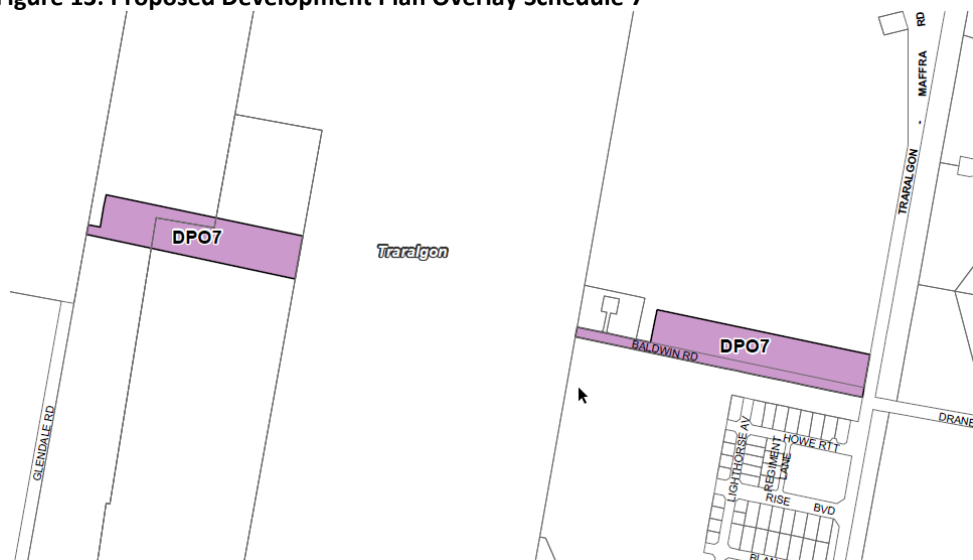 Figure 13: Proposed Development Plan Overlay Schedule 7
RD
MAFFRA
-
TRARALGON
DPO7
Traralgon
DPO7
BALDWIN RD
GLENDALE RD
DRANE
HOWE RTT
LIGHTHORSE AV
REGIMENT
LANE
RISE BVD